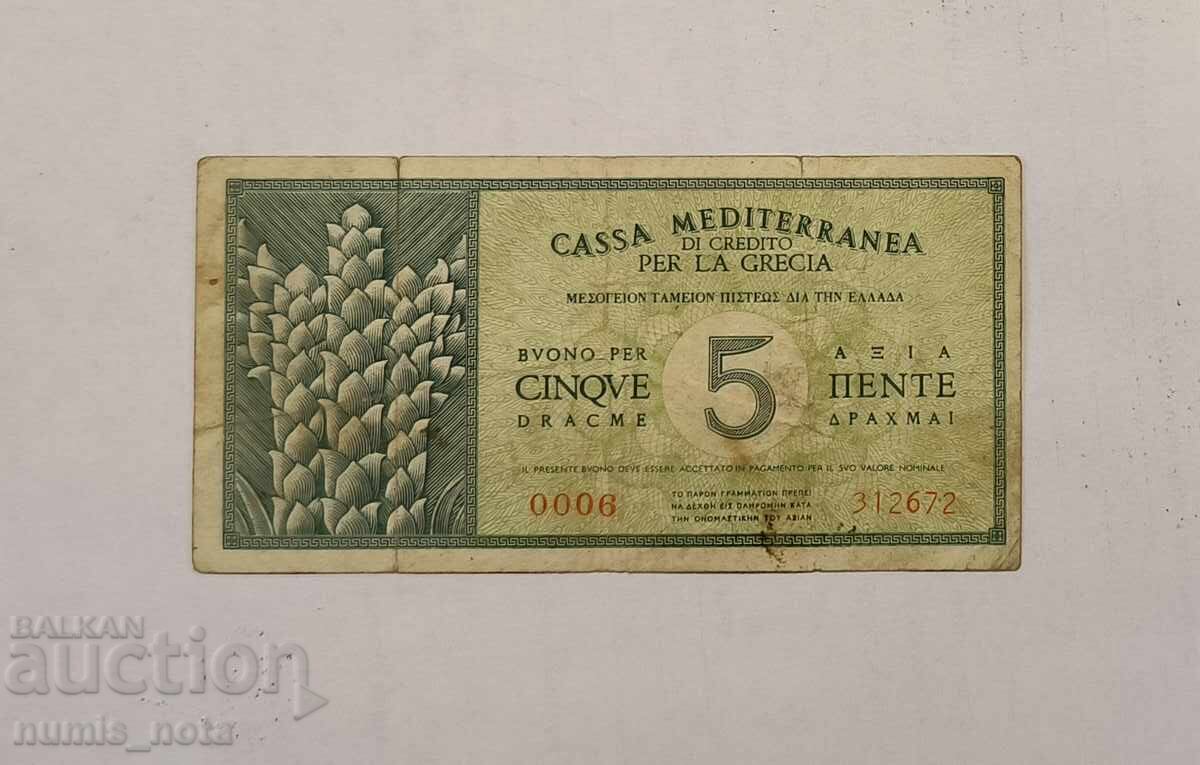 CASSA MEDITERRANEA
DI CREDITO
PER LA GRECIA
ΜΕΣΟΓΕΙΟΝ ΤΑΜΕΙΟΝ ΠΙΣΤΕΩΣ ΔΙΑ ΤΗΝ ΕΛΛΑΔΑ
BVONO PER
CINQVE
DRACME
5
ΑΞΙΑ
ΠΕΝΤΕ
ΔΡΑΧΜΑΙ
IL PRESENTE BVONO DEVE ESSERE ACCETTATO IN PAGAMENTO PER IL SVO VALORE NOMINALE
0006
ΤΟ ΠΑΡΟΝ ΓΡΑΜΜΑΤΙΟΝ ΠΡΕΠΕΙ
ΝΑ ΔΕΧΘΗ ΕΙΣ ΠΛΗΡΩΜΗΝ ΚΑΤΑ
ΤΗΝ ΟΝΟΜΑΣΤΙΚΗΝ ΤΟΥ ΑΞΙΑΝ
312672
BALKAN
auction
numis_nota